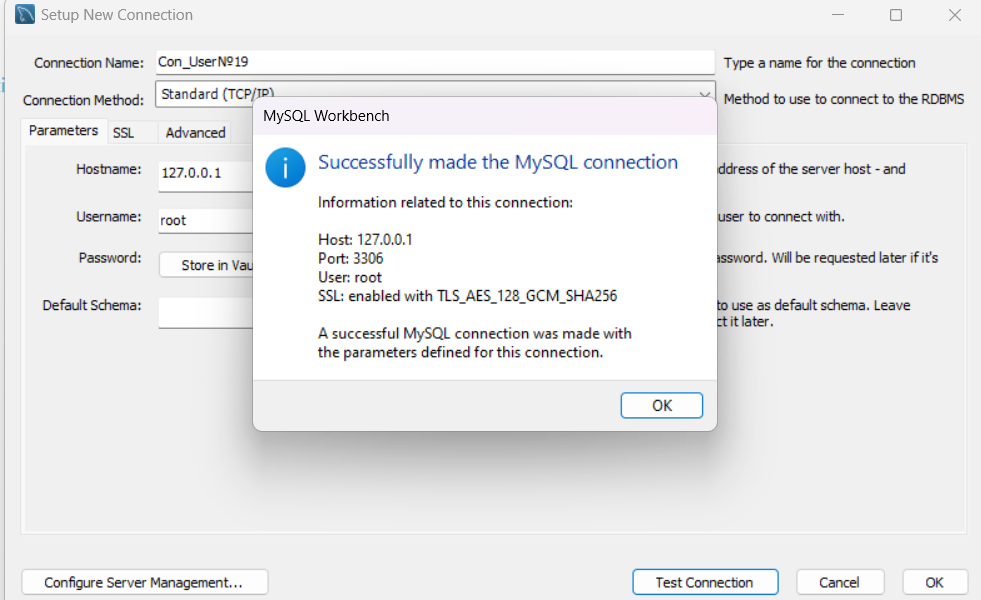 Setup New Connection
Connection Name:
Con_UserNº19
Type a name for the connection
Connection Method:
Standard (TCP/IP)
Method to use to connect to the RDBMS
Parameters
SSL
Advanced
MySQL Workbench
Successfully made the MySQL connection
Information related to this connection:
Host: 127.0.0.1
Port: 3306
User: root
SSL: enabled with TLS_AES_128_GCM_SHA256
A successful MySQL connection was made with
the parameters defined for this connection.
OK
Hostname:
127.0.0.1
address of the server host - and
Username:
root
user to connect with.
Password:
Store in Vau
assword. Will be requested later if it's
Default Schema:
to use as default schema. Leave
ct it later.
Configure Server Management...
Test Connection
Cancel
OK